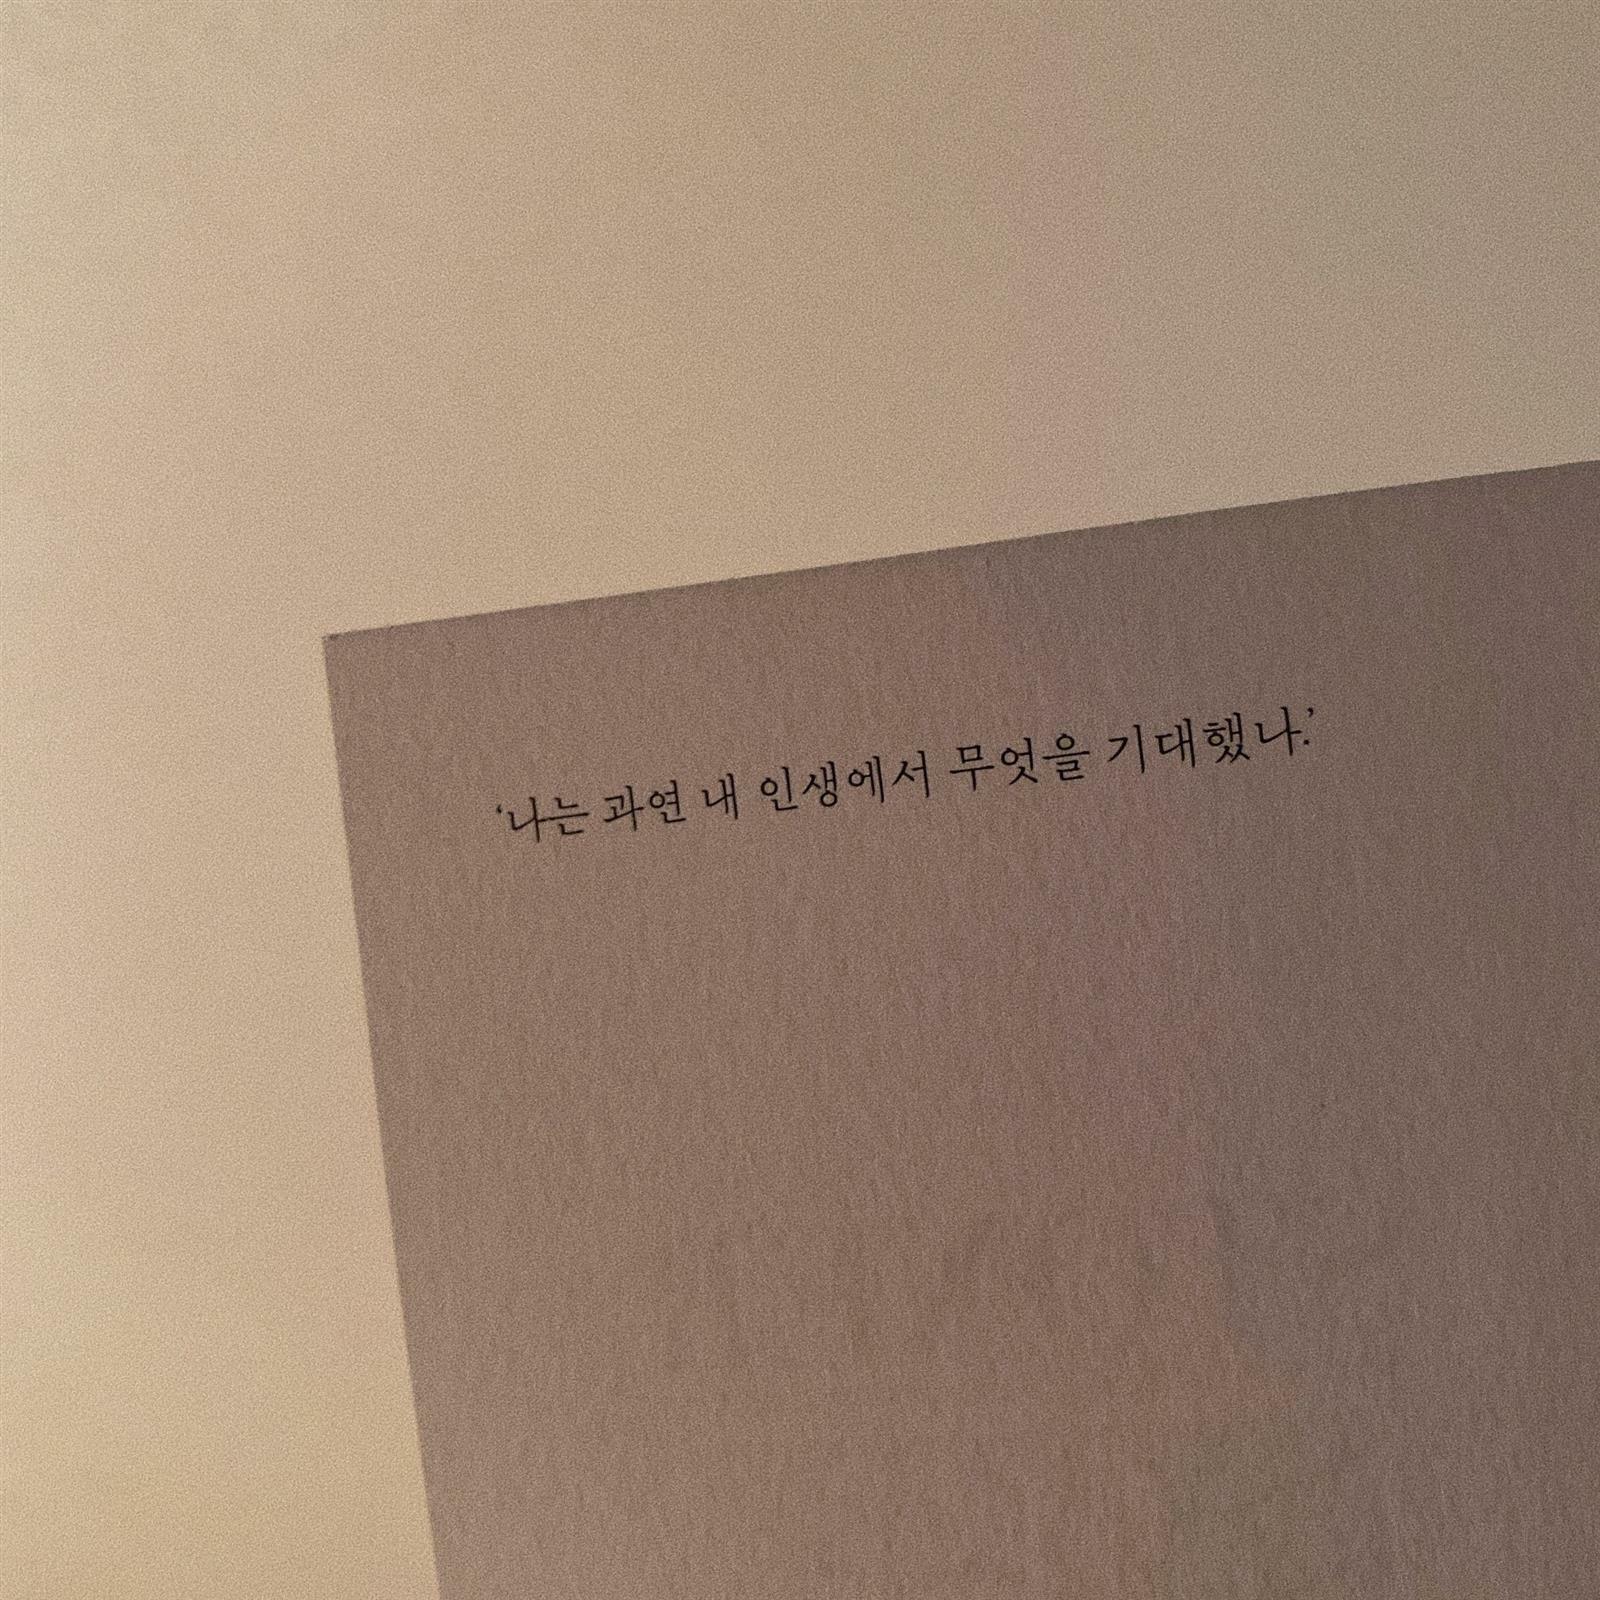 ‘나는 과연 내 인생에서 무엇을 기대했나.’